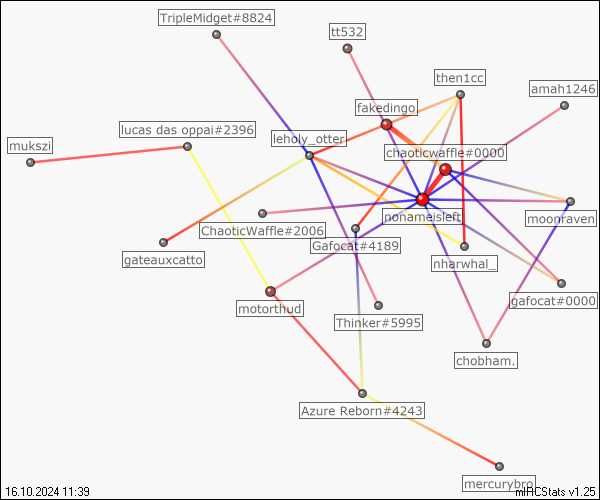 TripleMidget#8824
tt532
then1cc
amah1246
fakedingo
lucas das oppai#2396
leholy_otter
mukszi
chaoticwaffle#0000
nonameisleft
moonraven
ChaoticWaffle#2006
Gafocat#4189
gateauxcatto
nharwhal_
gafocat#0000
motorthud
Thinker#5995
chobham.
Azure Reborn#4243
mercurybro
16.10.2024 11:39
mIRCStats v1.25